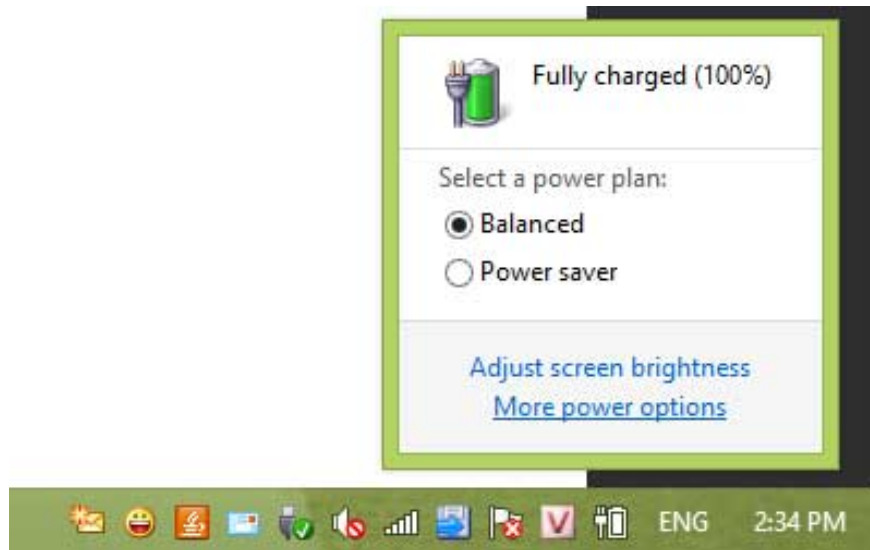 Fully charged (100%)
Select a power plan:
Balanced
Power saver
Adjust screen brightness
More power options
V ENG 2:34 PM